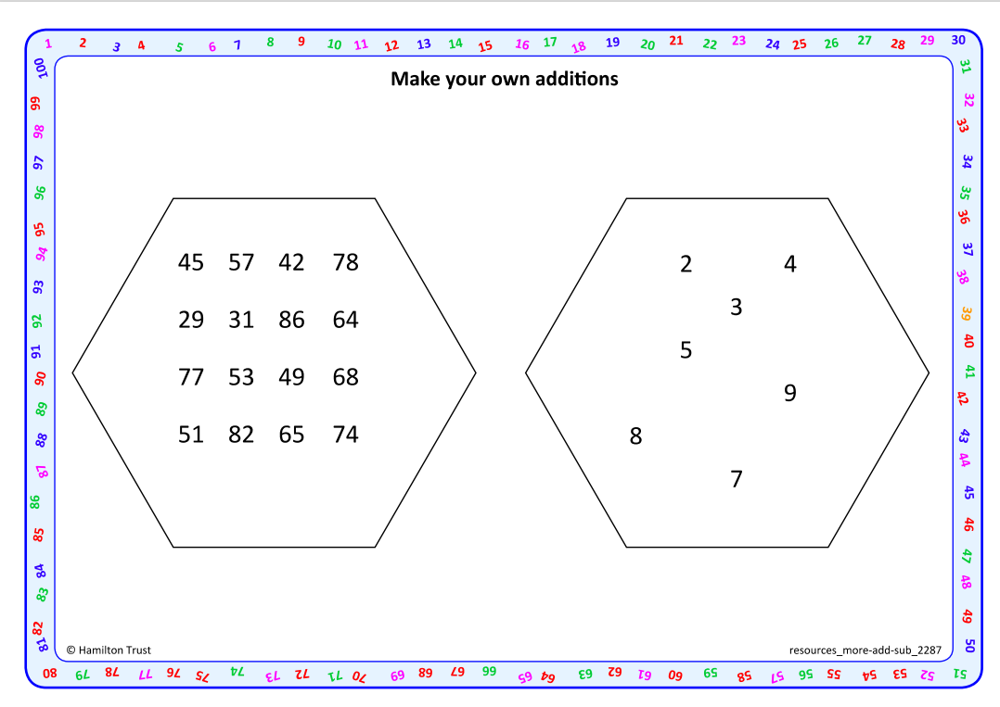 1 2 3 4 5 6 7 8 9 10 11 12 13 14 15 16 17 18 19 20 21 22 23 24 25 26 27 28 29 30
31 32 33 34 35 36 37 38 39 40 41 42 43 44 45 46 47 48 49 50
51 52 53 54 55 56 57 58 59 60 61 62 63 64 65 66 67 68 69 70 71 72 73 74 75 76 77 78 79 80
81 82 83 84 85 86 87 88 89 90 91 92 93 94 95 96 97 98 99 100
Make your own additions
45 57 42 78
29 31 86 64
77 53 49 68
51 82 65 74
2 4
3
5
9
8
7
© Hamilton Trust
resources_more-add-sub_2287